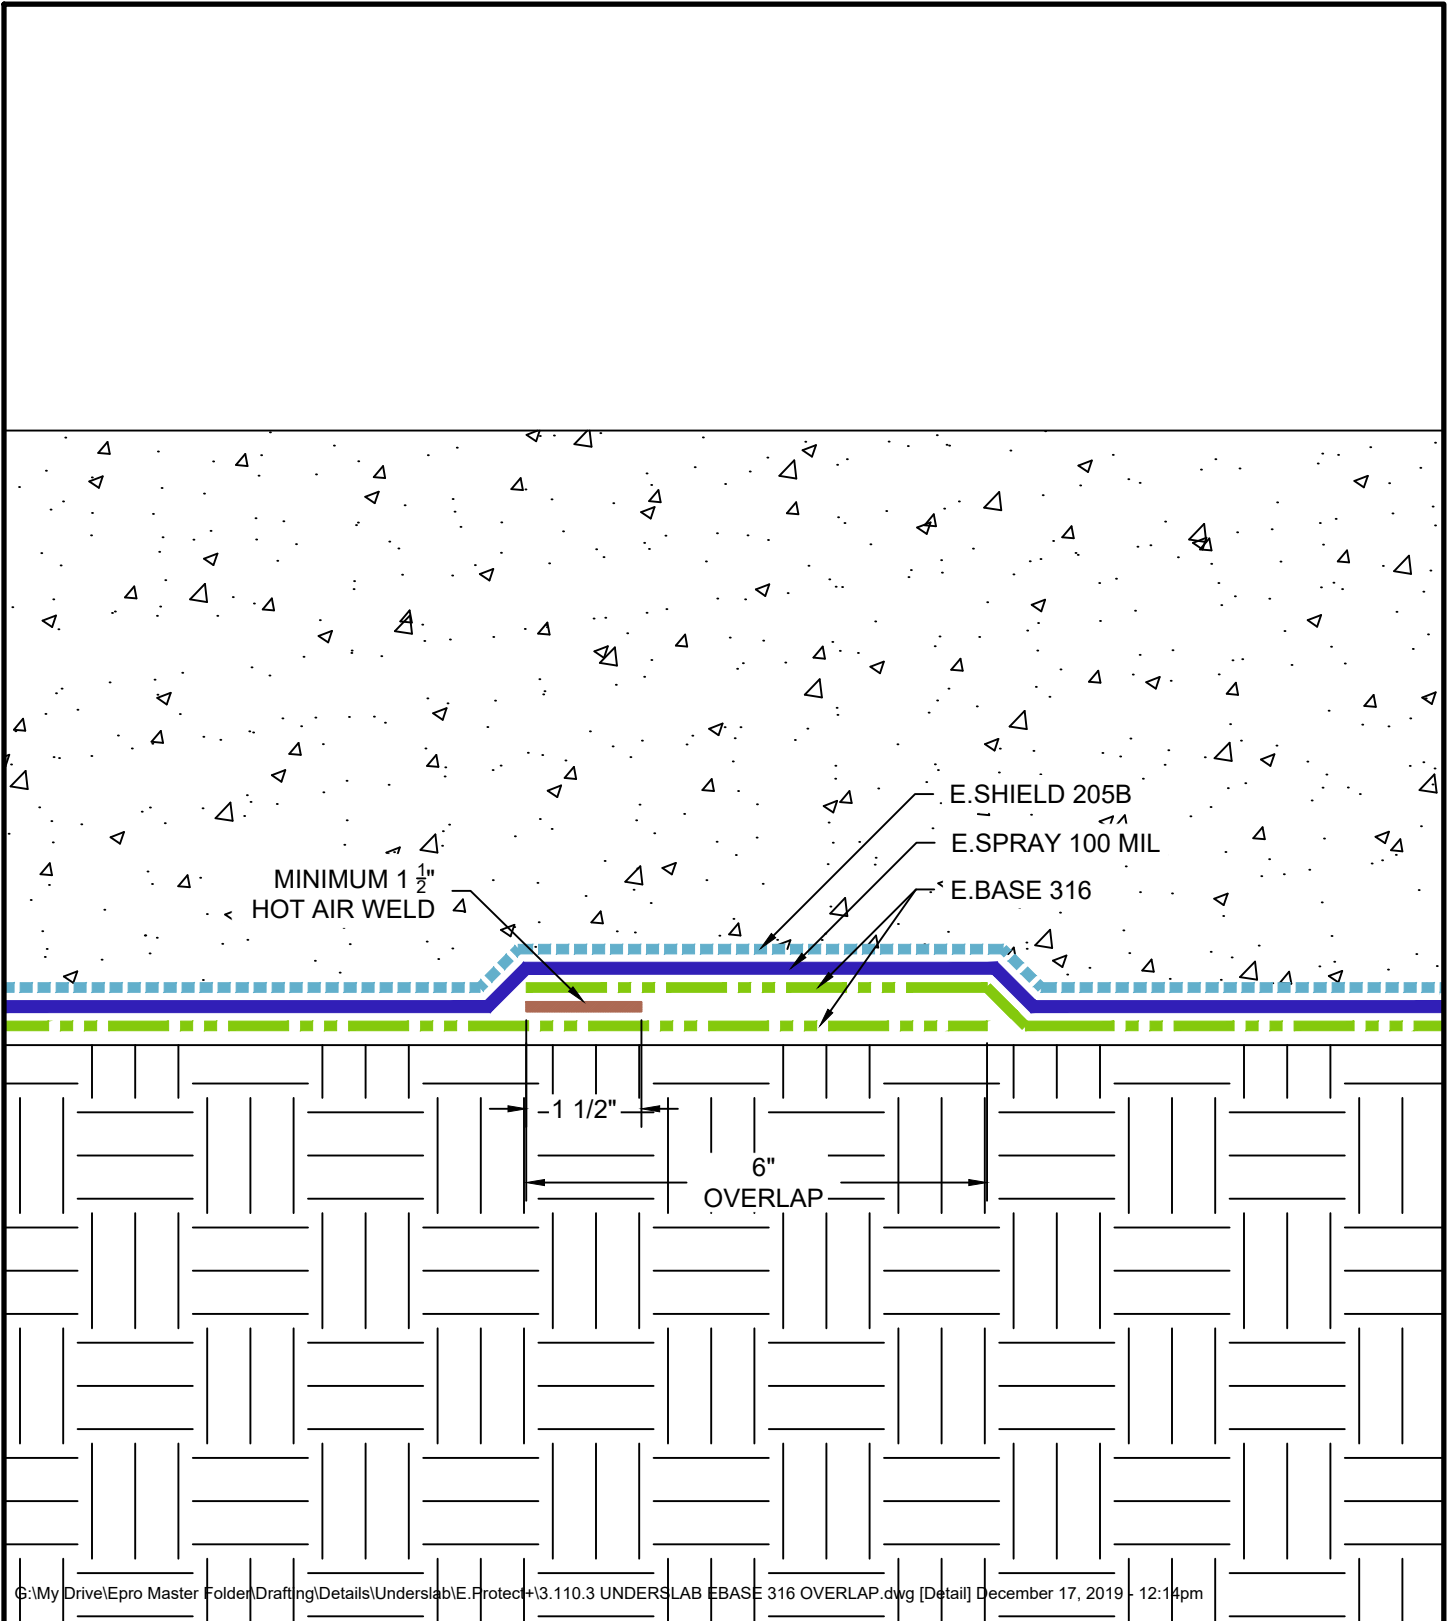 E.SHIELD 205B
E.SPRAY 100 MIL
E.BASE 316
MINIMUM 1 1/2"
HOT AIR WELD
1 1/2"
6"
OVERLAP
G:\My Drive\Epro Master Folder\Drafting\Details\Underslab\E.Protect+\3.110.3 UNDERSLAB EBASE 316 OVERLAP.dwg [Detail] December 17, 2019 - 12:14pm